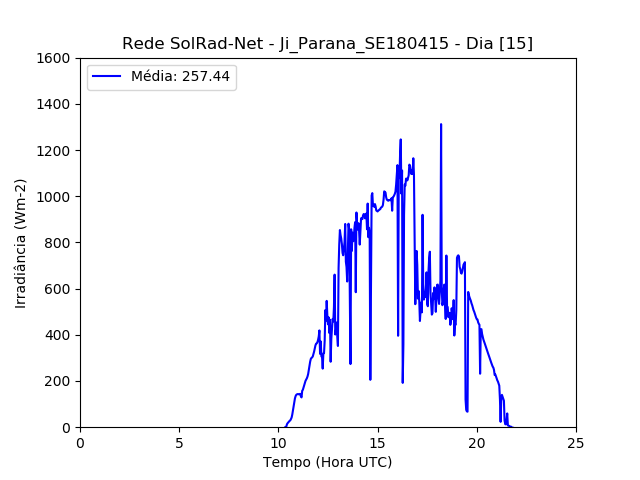 Rede SolRad-Net - Ji_Parana_SE180415 - Dia [15]
Média: 257.44
Irradiância (Wm-2)
1600
1400
1200
1000
800
600
400
200
0
0 5 10 15 20 25
Tempo (Hora UTC)